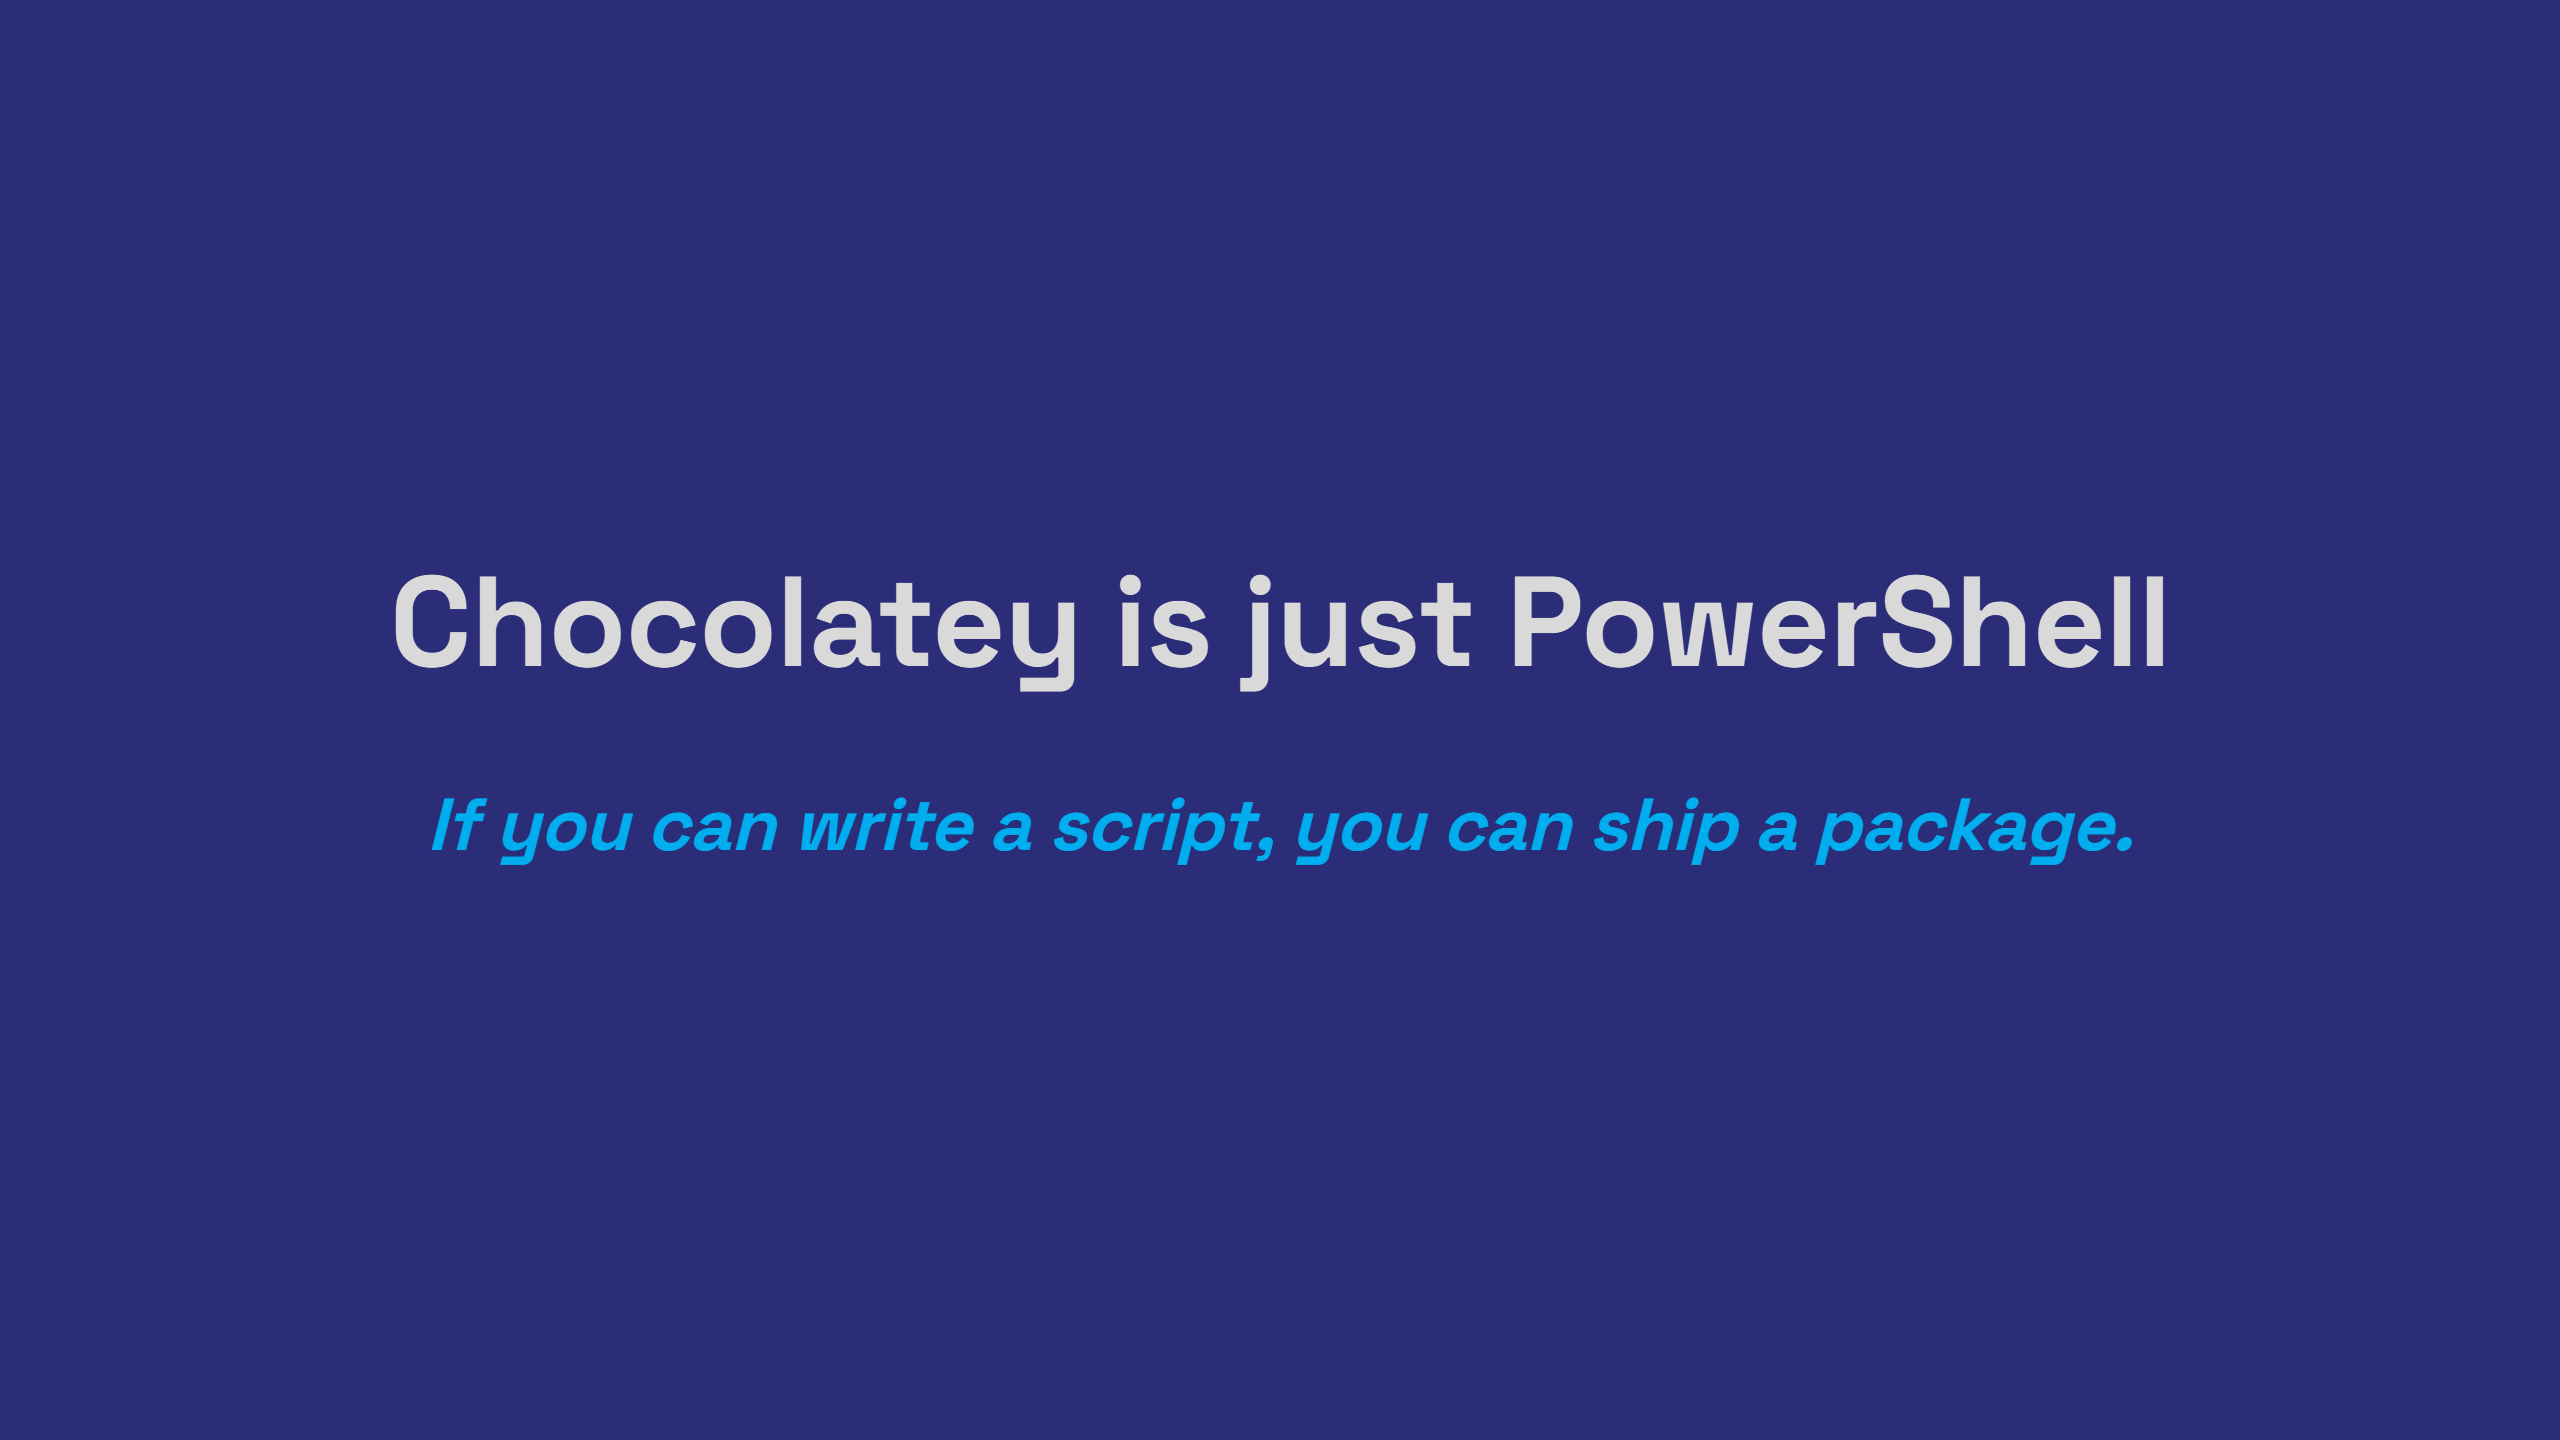 Chocolatey is just PowerShell
If you can write a script, you can ship a package.